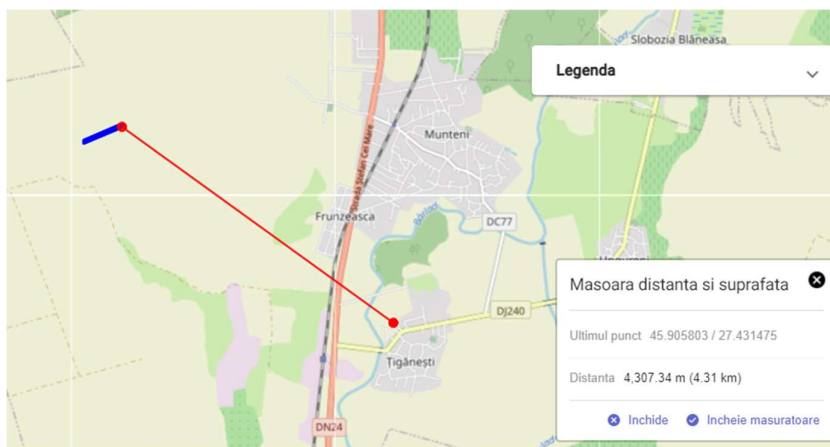 Slobozia Blăneasa
Legenda
Munteni
Strada Ștefan Cel Mare
Frunzeasca
Bârlad
DC77
Masoara distanta si suprafata
Ultimul punct 45.905803 / 27.431475
DJ240
Țigănești
Distanta 4,307.34 m (4.31 km)
Inchide Incheie masuratoare
DN24